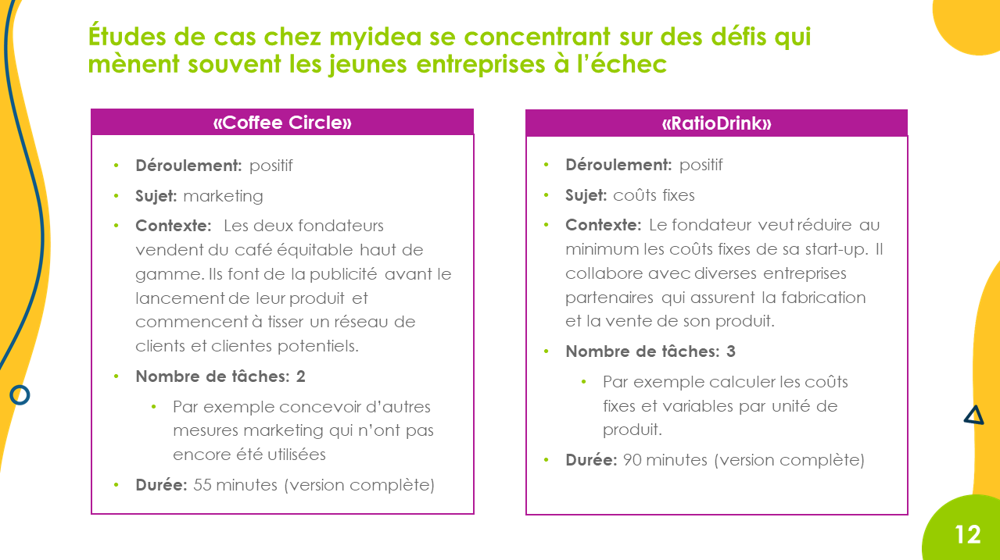 Études de cas chez myidea se concentrant sur des défis qui
mènent souvent les jeunes entreprises à l’échec
«Coffee Circle»
• Déroulement: positif
• Sujet: marketing
• Contexte: Les deux fondateurs
vendent du café équitable haut de
gamme. Ils font de la publicité avant le
lancement de leur produit et
commencent à tisser un réseau de
clients et clientes potentiels.
• Nombre de tâches: 2
• Par exemple concevoir d’autres
mesures marketing qui n’ont pas
encore été utilisées
• Durée: 55 minutes (version complète)
«RatioDrink»
• Déroulement: positif
• Sujet: coûts fixes
• Contexte: Le fondateur veut réduire au
minimum les coûts fixes de sa start-up. Il
collabore avec diverses entreprises
partenaires qui assurent la fabrication
et la vente de son produit.
• Nombre de tâches: 3
• Par exemple calculer les coûts
fixes et variables par unité de
produit.
• Durée: 90 minutes (version complète)
12